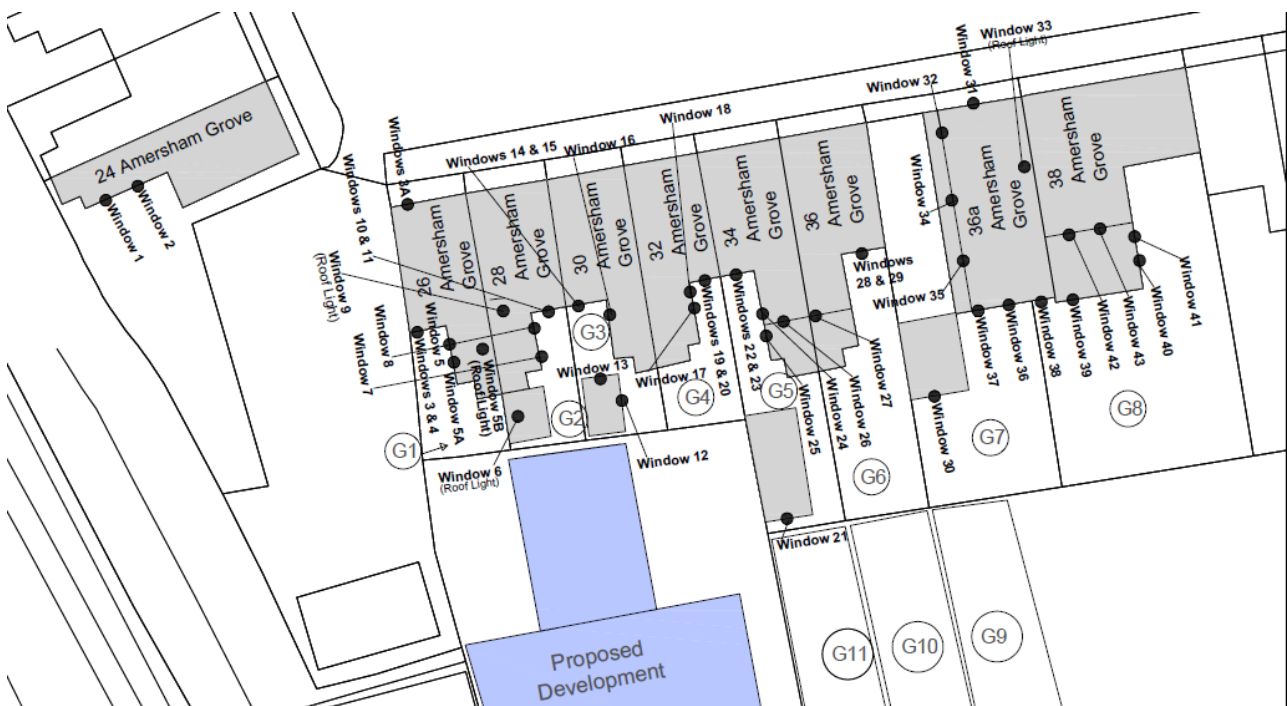 24 Amersham Grove
Window 1
Window 2
Windows 3A
Windows 10 & 11
Windows 14 & 15
Window 16
Window 18
Window 32
Window 31
Window 33
(Roof Light)
Window 9
(Roof Light)
26
Amersham
Grove
28
Amersham
Grove
30
Amersham
Grove
32
Amersham
Grove
34
Amersham
Grove
36
Amersham
Grove
36a
Amersham
Grove
38
Amersham
Grove
Window 34
Window 35
Windows
28 & 29
Window 8
Window 7
Windows 3 & 4
Window 5
Window 5A
Window 5B
(Roof Light)
Window 6
(Roof Light)
Window 13
Window 12
Window 17
Windows 19 & 20
Windows 22 & 23
Window 25
Window 24
Window 26
Window 27
Window 21
Window 30
Window 37
Window 36
Window 38
Window 39
Window 42
Window 43
Window 40
Window 41
G1
G2
G3
G4
G5
G6
G7
G8
G11
G10
G9
Proposed
Development